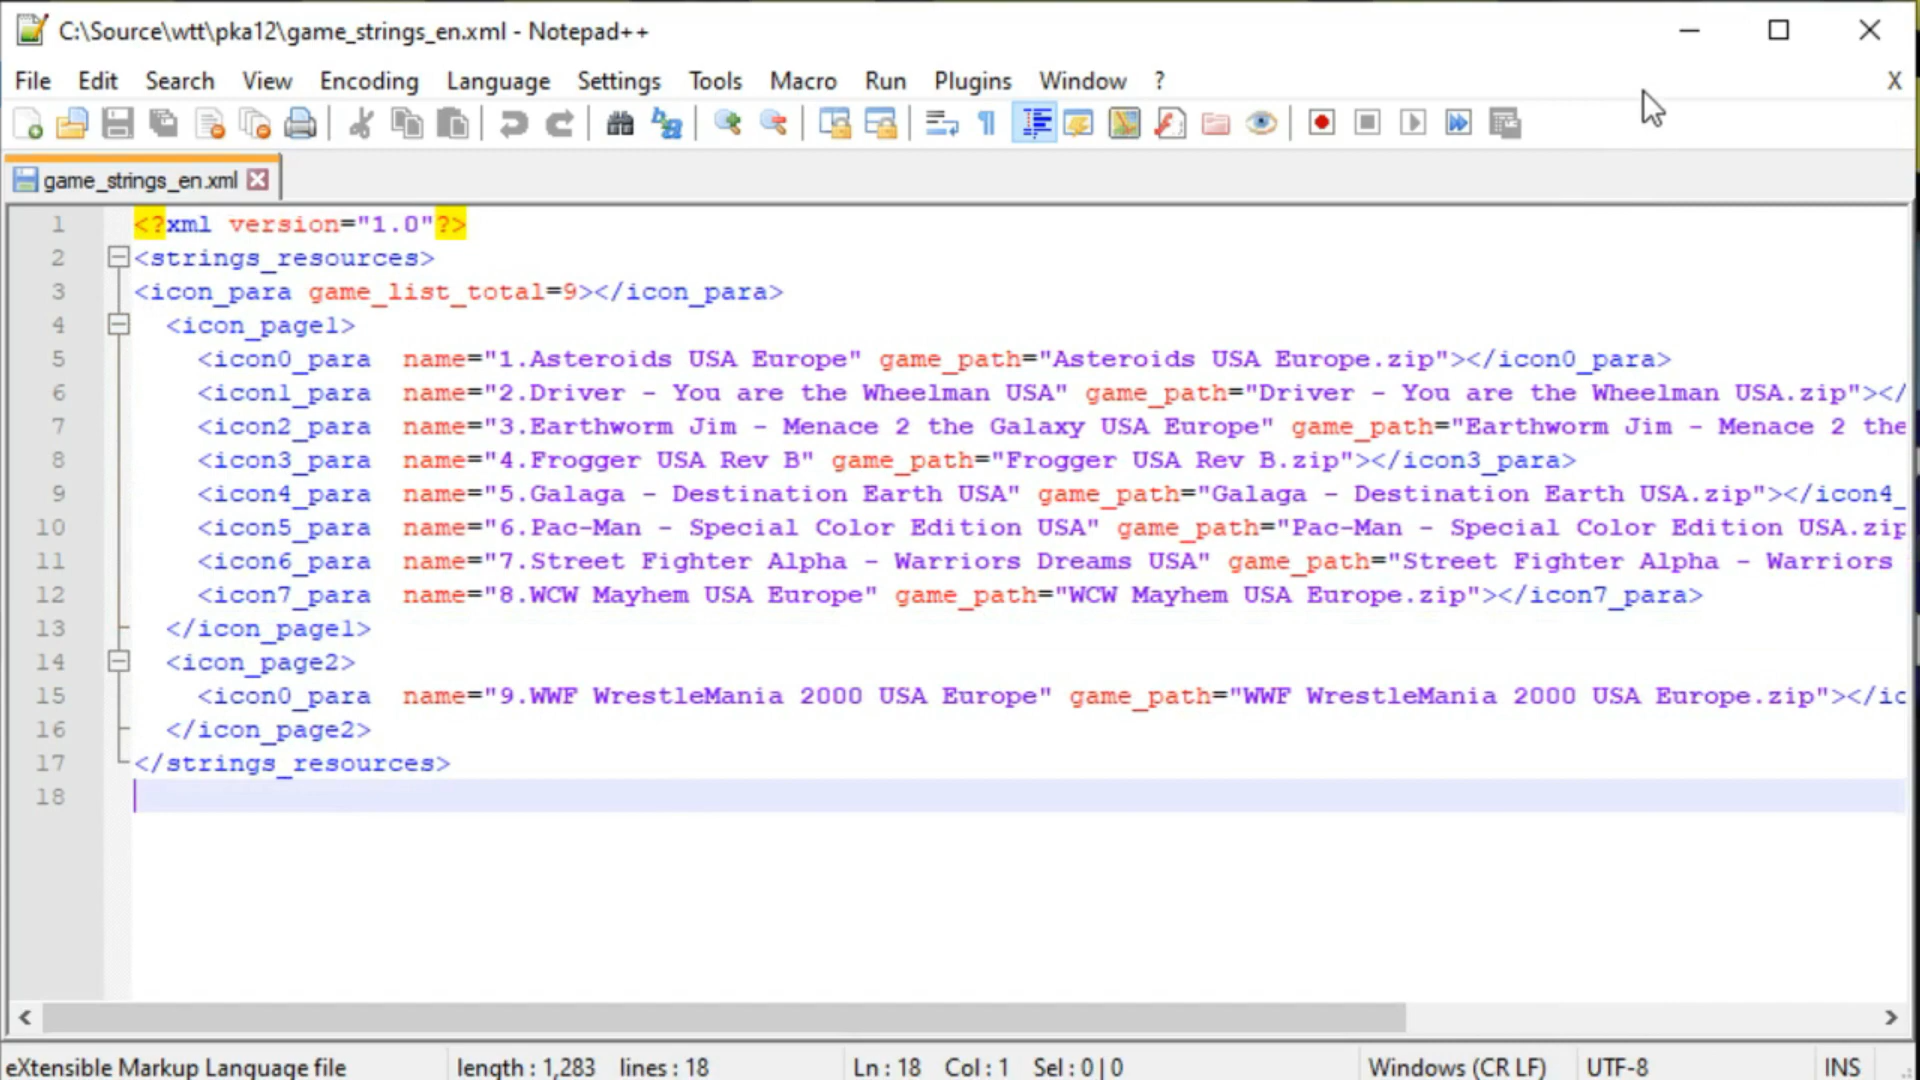 C:\Source\wtt\pka12\game_strings_en.xml - Notepad++
File Edit Search View Encoding Language Settings Tools Macro Run Plugins Window ? X
game_strings_en.xml
1 <?xml version="1.0"?>
2 <strings_resources>
3 <icon_para game_list_total=9></icon_para>
4 <icon_page1>
5 <icon0_para name="1.Asteroids USA Europe" game_path="Asteroids USA Europe.zip"></icon0_para>
6 <icon1_para name="2.Driver - You are the Wheelman USA" game_path="Driver - You are the Wheelman USA.zip"></
7 <icon2_para name="3.Earthworm Jim - Menace 2 the Galaxy USA Europe" game_path="Earthworm Jim - Menace 2 the
8 <icon3_para name="4.Frogger USA Rev B" game_path="Frogger USA Rev B.zip"></icon3_para>
9 <icon4_para name="5.Galaga - Destination Earth USA" game_path="Galaga - Destination Earth USA.zip"></icon4_
10 <icon5_para name="6.Pac-Man - Special Color Edition USA" game_path="Pac-Man - Special Color Edition USA.zip
11 <icon6_para name="7.Street Fighter Alpha - Warriors Dreams USA" game_path="Street Fighter Alpha - Warriors
12 <icon7_para name="8.WCW Mayhem USA Europe" game_path="WCW Mayhem USA Europe.zip"></icon7_para>
13 </icon_page1>
14 <icon_page2>
15 <icon0_para name="9.WWF WrestleMania 2000 USA Europe" game_path="WWF WrestleMania 2000 USA Europe.zip"></ic
16 </icon_page2>
17 </strings_resources>
18
eXtensible Markup Language file length : 1,283 lines : 18 Ln : 18 Col : 1 Sel : 0 | 0 Windows (CR LF) UTF-8 INS